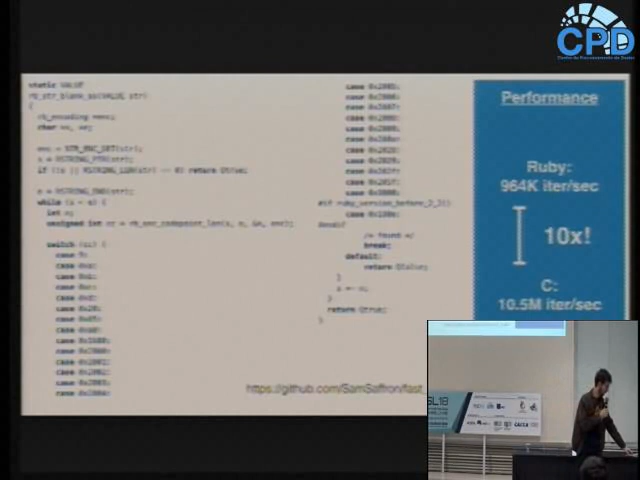 CPD
static VALUE
rb_str_blank_as(VALUE str)
{
rb_encoding *enc;
char *s, *e;
enc = STR_ENC_GET(str);
s = RSTRING_PTR(str);
if (!s || RSTRING_LEN(str) == 0) return Qtrue;
e = RSTRING_END(str);
while (s < e) {
int n;
unsigned int cc = rb_enc_codepoint_len(s, e, &n, enc);
switch (cc) {
case 9:
case 0xa:
case 0xb:
case 0xc:
case 0xd:
case 0x20:
case 0x85:
case 0xa0:
case 0x1680:
case 0x2000:
case 0x2001:
case 0x2002:
case 0x2003:
case 0x2004:
case 0x2005:
case 0x2006:
case 0x2007:
case 0x2008:
case 0x2009:
case 0x200a:
case 0x2028:
case 0x2029:
case 0x202f:
case 0x205f:
case 0x3000:
#if ruby_version_before_2_2()
case 0x180e:
#endif
/* found */
break;
default:
return Qfalse;
}
s += n;
}
return Qtrue;
}
https://github.com/SamSaffron/fast_
Performance
Ruby:
964K iter/sec
10x!
C:
10.5M iter/sec
SL18
CAIXA